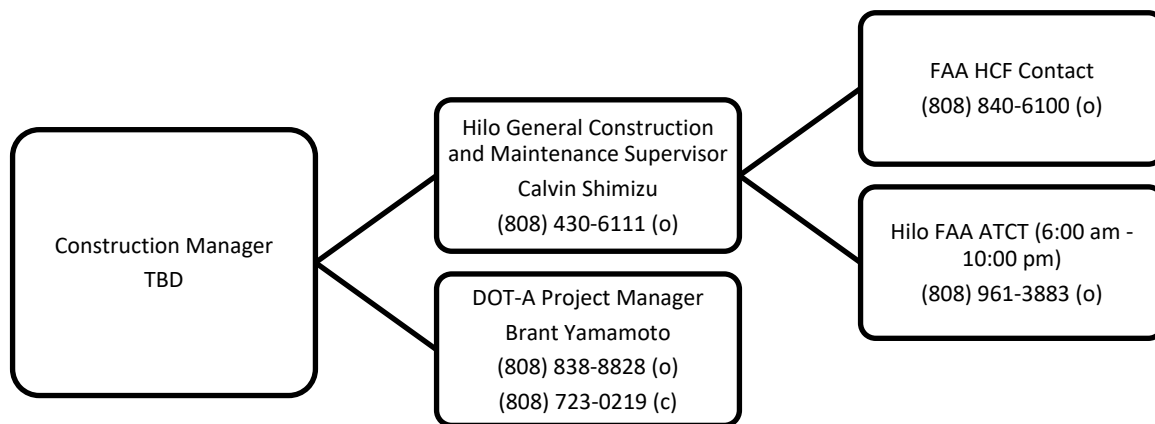 Construction Manager
TBD
Hilo General Construction
and Maintenance Supervisor
Calvin Shimizu
(808) 430-6111 (o)
DOT-A Project Manager
Brant Yamamoto
(808) 838-8828 (o)
(808) 723-0219 (c)
FAA HCF Contact
(808) 840-6100 (o)
Hilo FAA ATCT (6:00 am -
10:00 pm)
(808) 961-3883 (o)